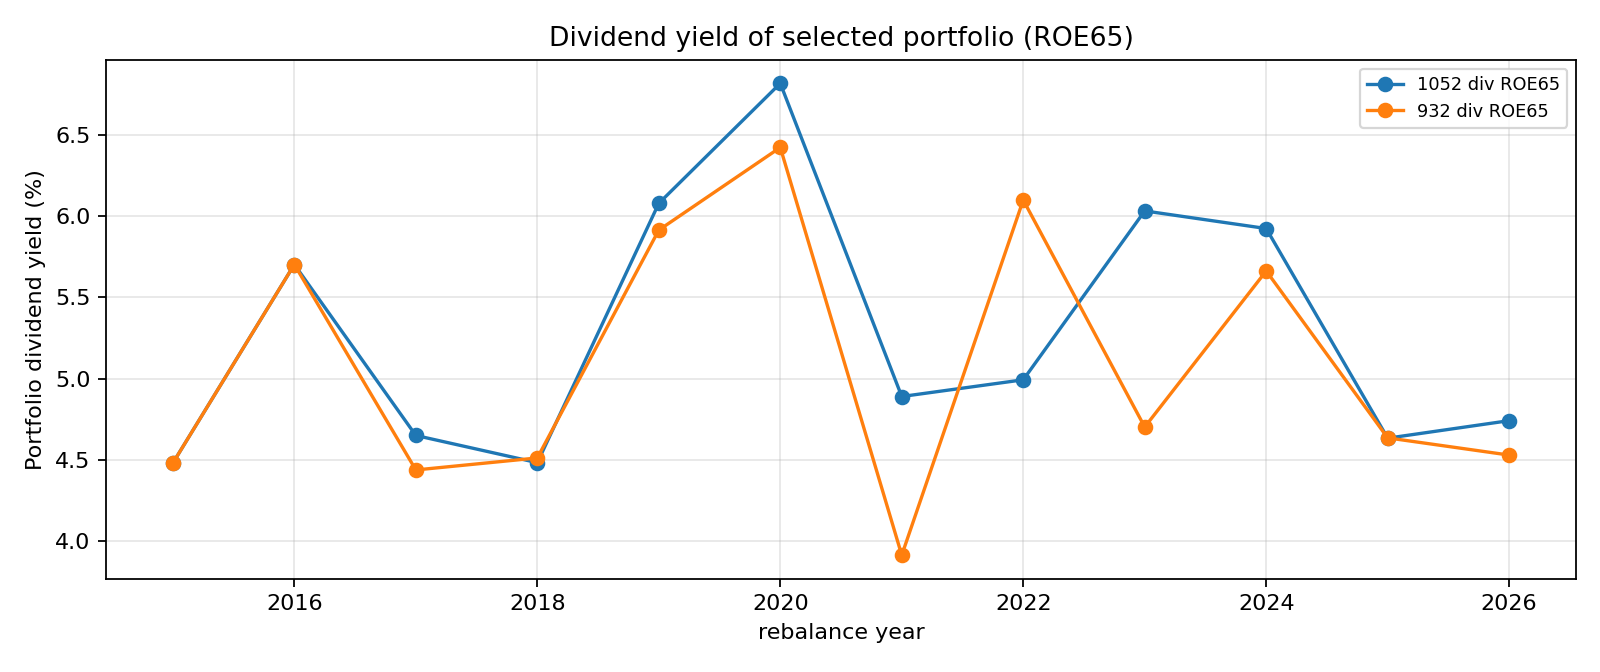 Dividend yield of selected portfolio (ROE65)
1052 div ROE65
932 div ROE65
Portfolio dividend yield (%)
6.5
6.0
5.5
5.0
4.5
4.0
2016 2018 2020 2022 2024 2026
rebalance year